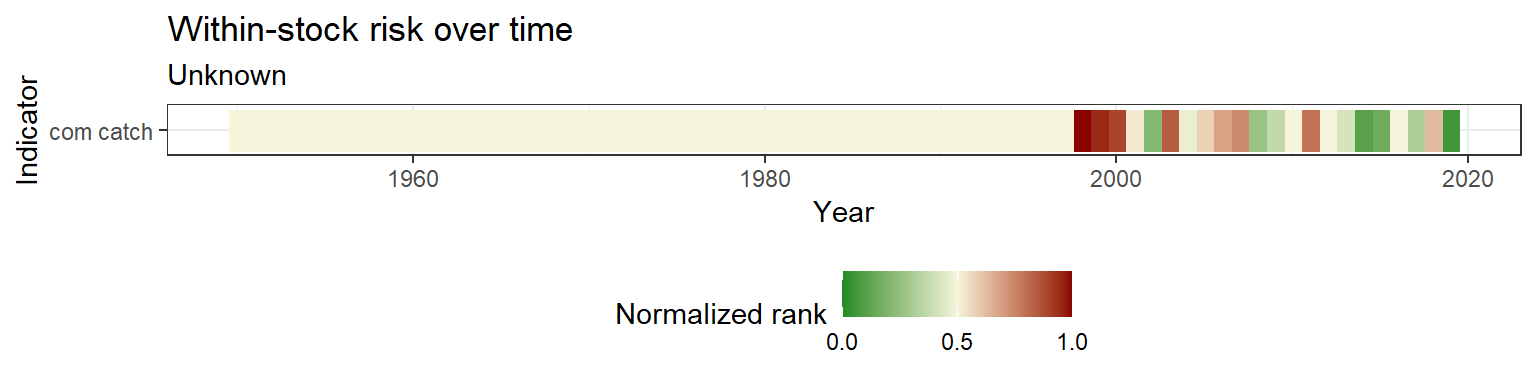 Within-stock risk over time
Unknown
Indicator
com catch
1960 1980 2000 2020
Year
Normalized rank
0.0 0.5 1.0